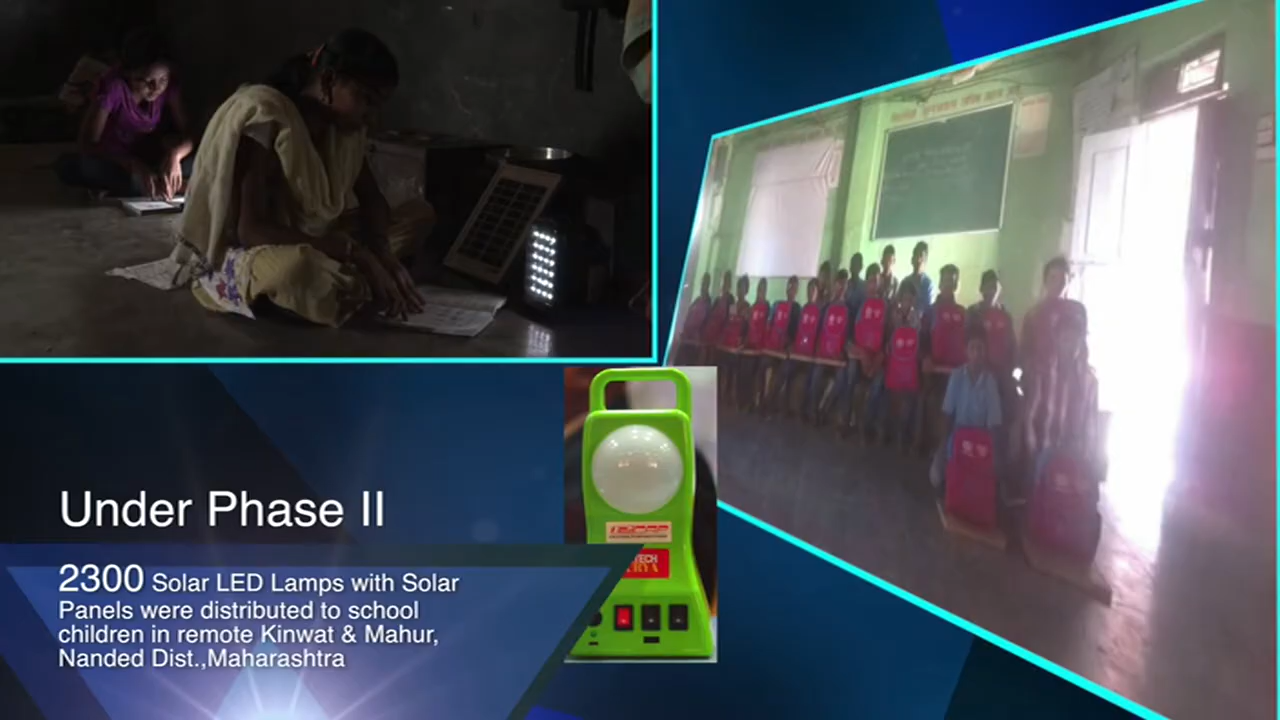 Under Phase II
2300 Solar LED Lamps with Solar
Panels were distributed to school
children in remote Kinwat & Mahur,
Nanded Dist.,Maharashtra